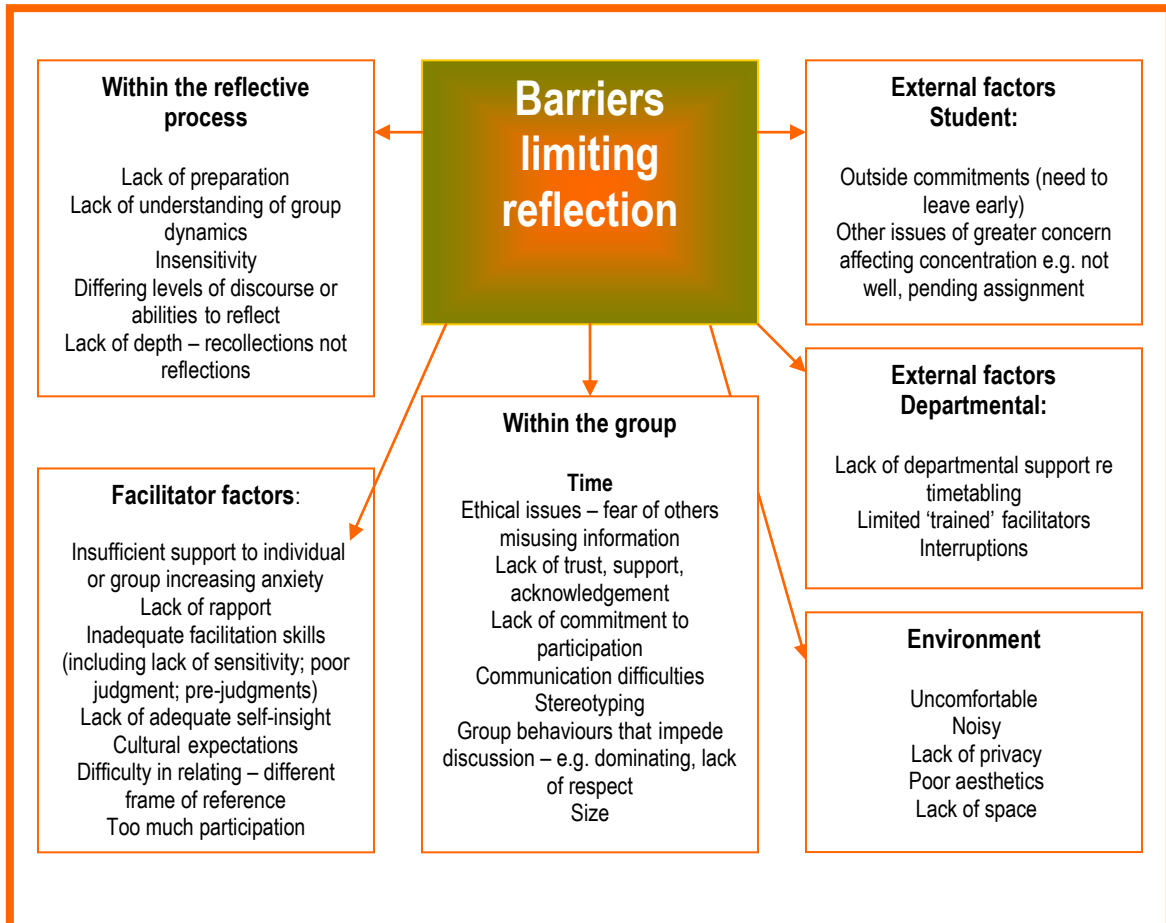 Barriers
limiting
reflection
Within the reflective
process
Lack of preparation
Lack of understanding of group
dynamics
Insensitivity
Differing levels of discourse or
abilities to reflect
Lack of depth – recollections not
reflections
External factors
Student:
Outside commitments (need to
leave early)
Other issues of greater concern
affecting concentration e.g. not
well, pending assignment
Facilitator factors:
Insufficient support to individual
or group increasing anxiety
Lack of rapport
Inadequate facilitation skills
(including lack of sensitivity; poor
judgment; pre-judgments)
Lack of adequate self-insight
Cultural expectations
Difficulty in relating – different
frame of reference
Too much participation
Within the group
Time
Ethical issues – fear of others
misusing information
Lack of trust, support,
acknowledgement
Lack of commitment to
participation
Communication difficulties
Stereotyping
Group behaviours that impede
discussion – e.g. dominating, lack
of respect
Size
External factors
Departmental:
Lack of departmental support re
timetabling
Limited ‘trained’ facilitators
Interruptions
Environment
Uncomfortable
Noisy
Lack of privacy
Poor aesthetics
Lack of space